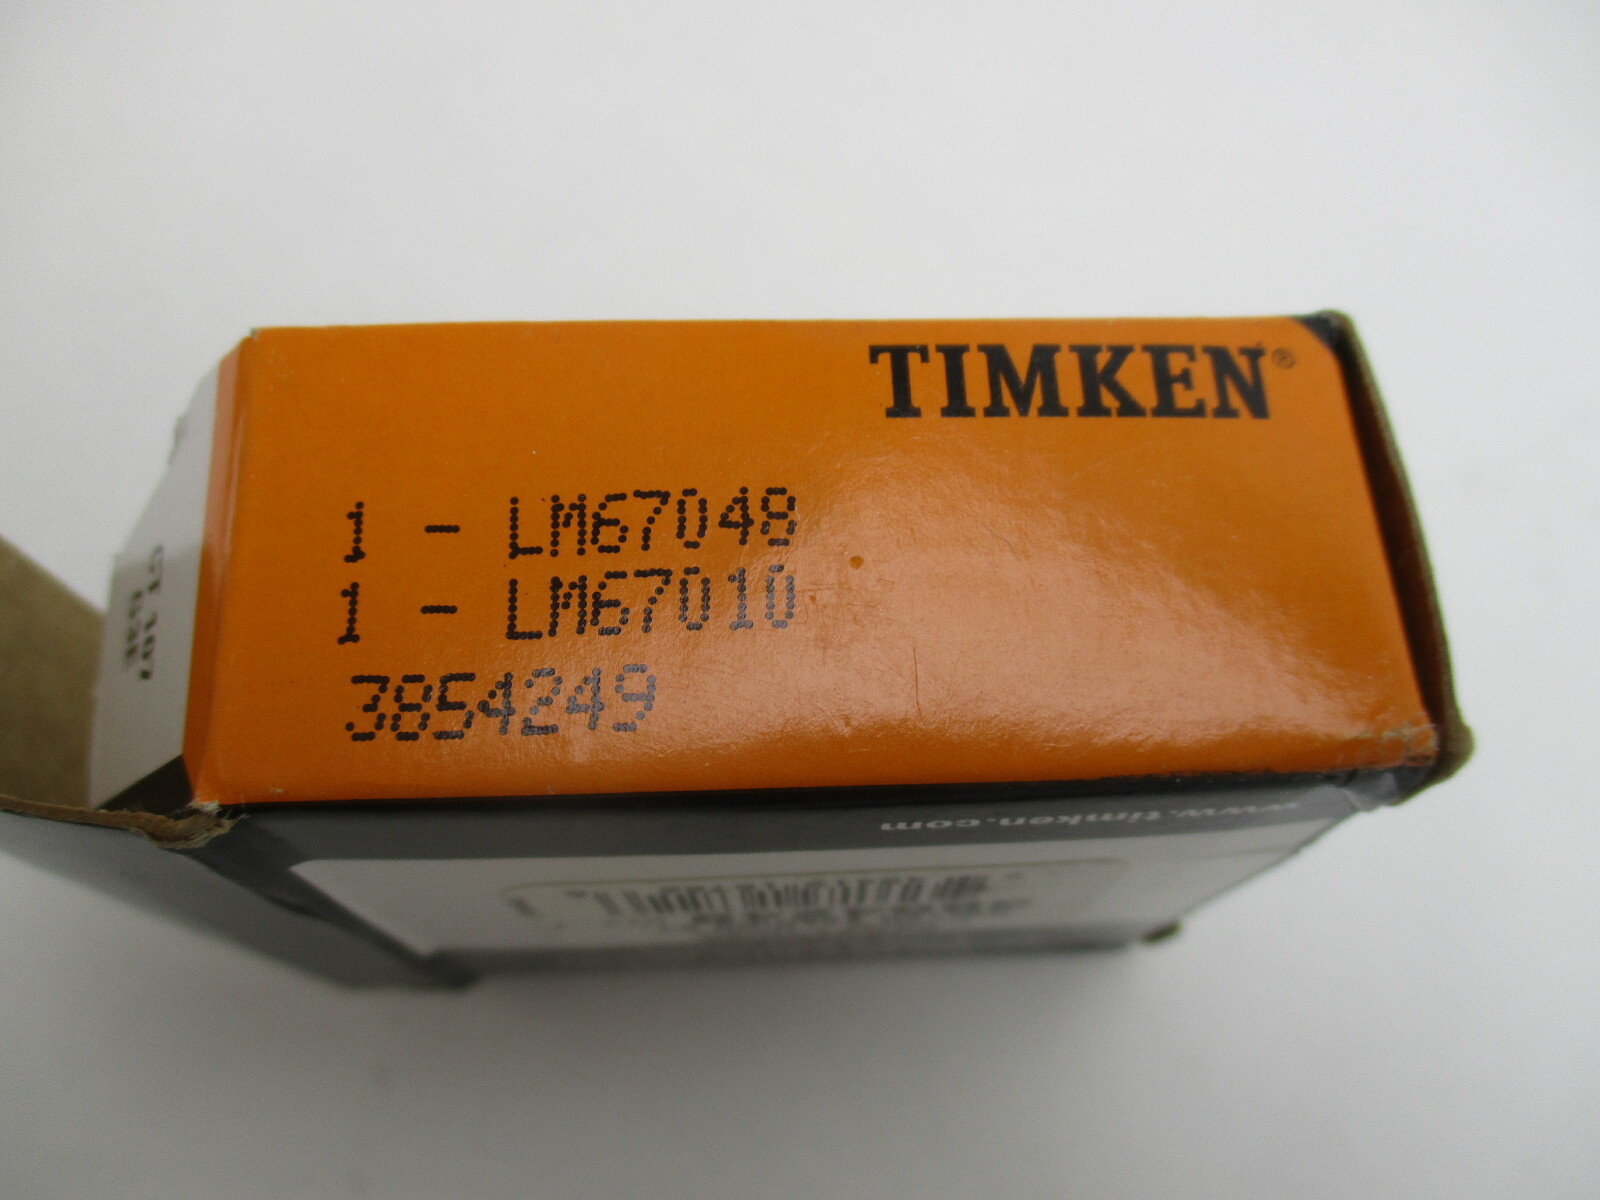 TIMKEN®
1 - LM67048
1 - LM67010
3854249
www.timken.com